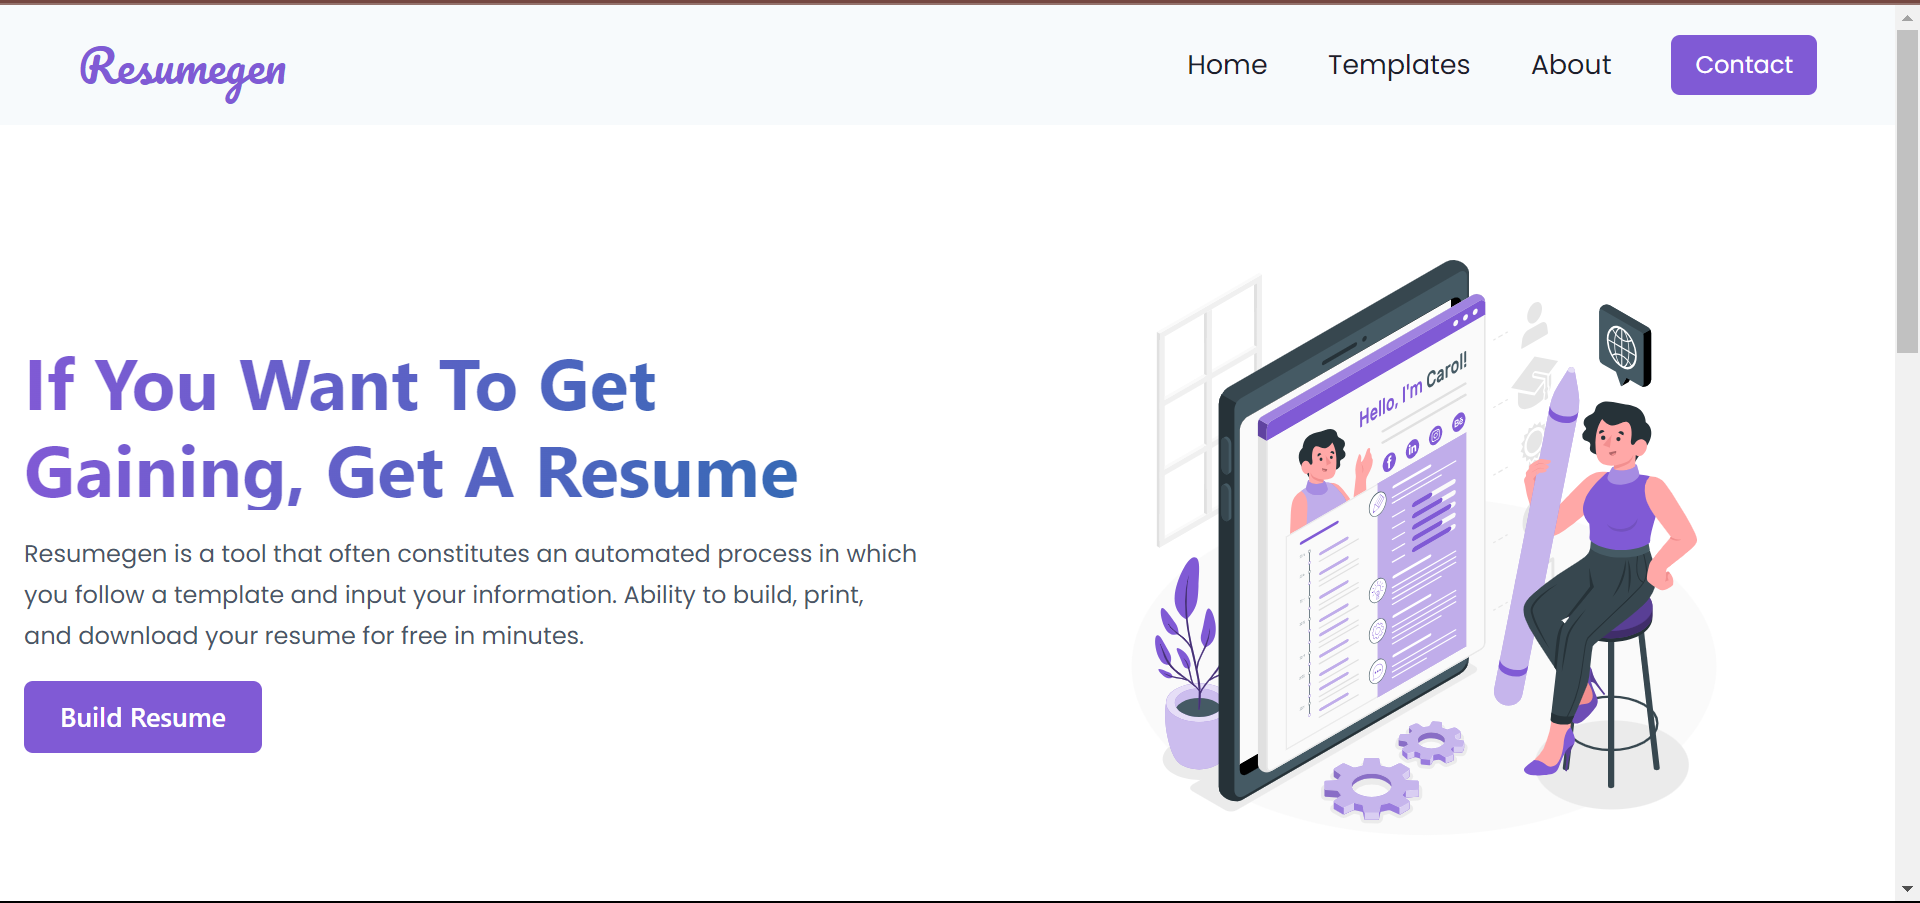 Resumegen
Home Templates About Contact
If You Want To Get
Gaining, Get A Resume
Resumegen is a tool that often constitutes an automated process in which
you follow a template and input your information. Ability to build, print,
and download your resume for free in minutes.
Build Resume
Hello, I'm Carol!
f in Bē